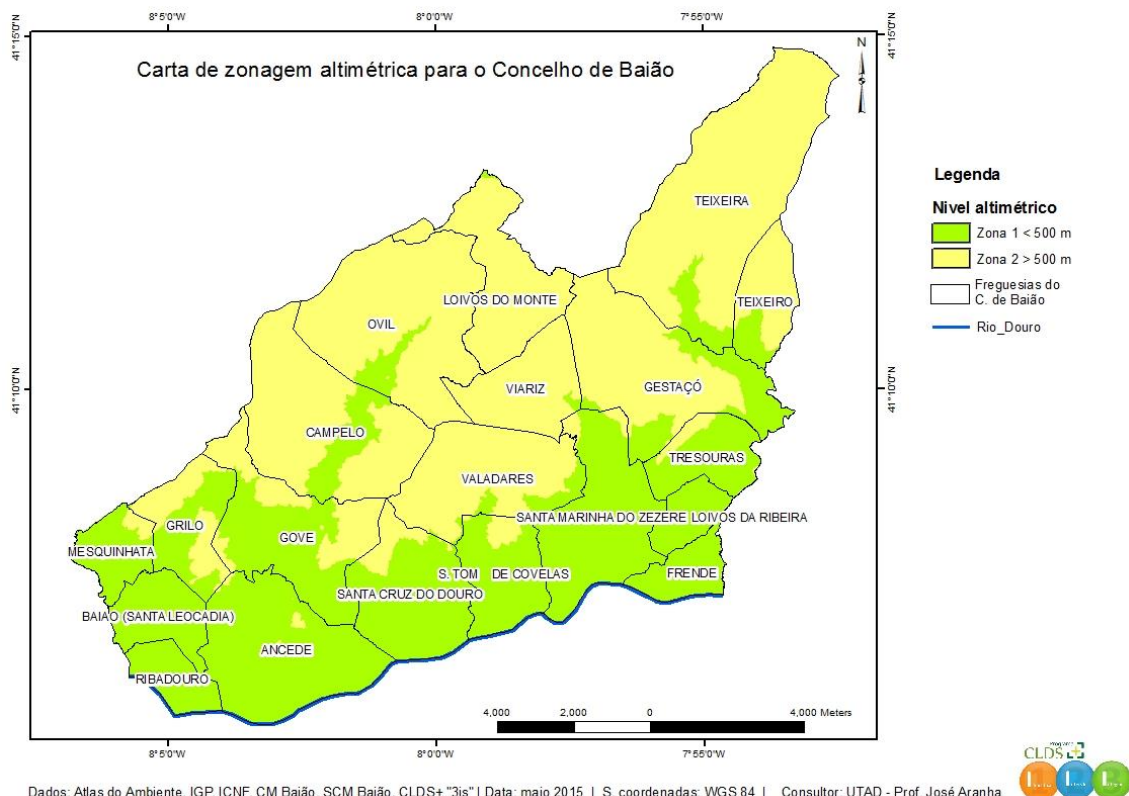 8°5'0"W 8°0'0"W 7°55'0"W
41°15'0"N 41°15'0"N
Carta de zonagem altimétrica para o Concelho de Baião
N
S
TEIXEIRA
Legenda
Nivel altimétrico
Zona 1 < 500 m
Zona 2 > 500 m
Freguesias do
C. de Baião
Rio_Douro
LOIVOS DO MONTE
TEIXEIRO
OVIL
41°10'0"N 41°10'0"N
VIARIZ
GESTAÇÓ
CAMPELO
TRESOURAS
VALADARES
SANTA MARINHA DO ZEZERE LOIVOS DA RIBEIRA
GRILO
GOVE
MESQUINHATA
S. TOM DE COVELAS
FRENDE
SANTA CRUZ DO DOURO
BAIAO (SANTA LEOCADIA)
ANCEDE
RIBADOURO
4,000 2,000 0 4,000 Meters
8°5'0"W 8°0'0"W 7°55'0"W
CLDS+
Dados: Atlas do Ambiente, IGP, ICNF, CM Baião, SCM Baião, CLDS+ "3is" | Data: maio 2015 | S. coordenadas: WGS 84 | Consultor: UTAD - Prof. José Aranha